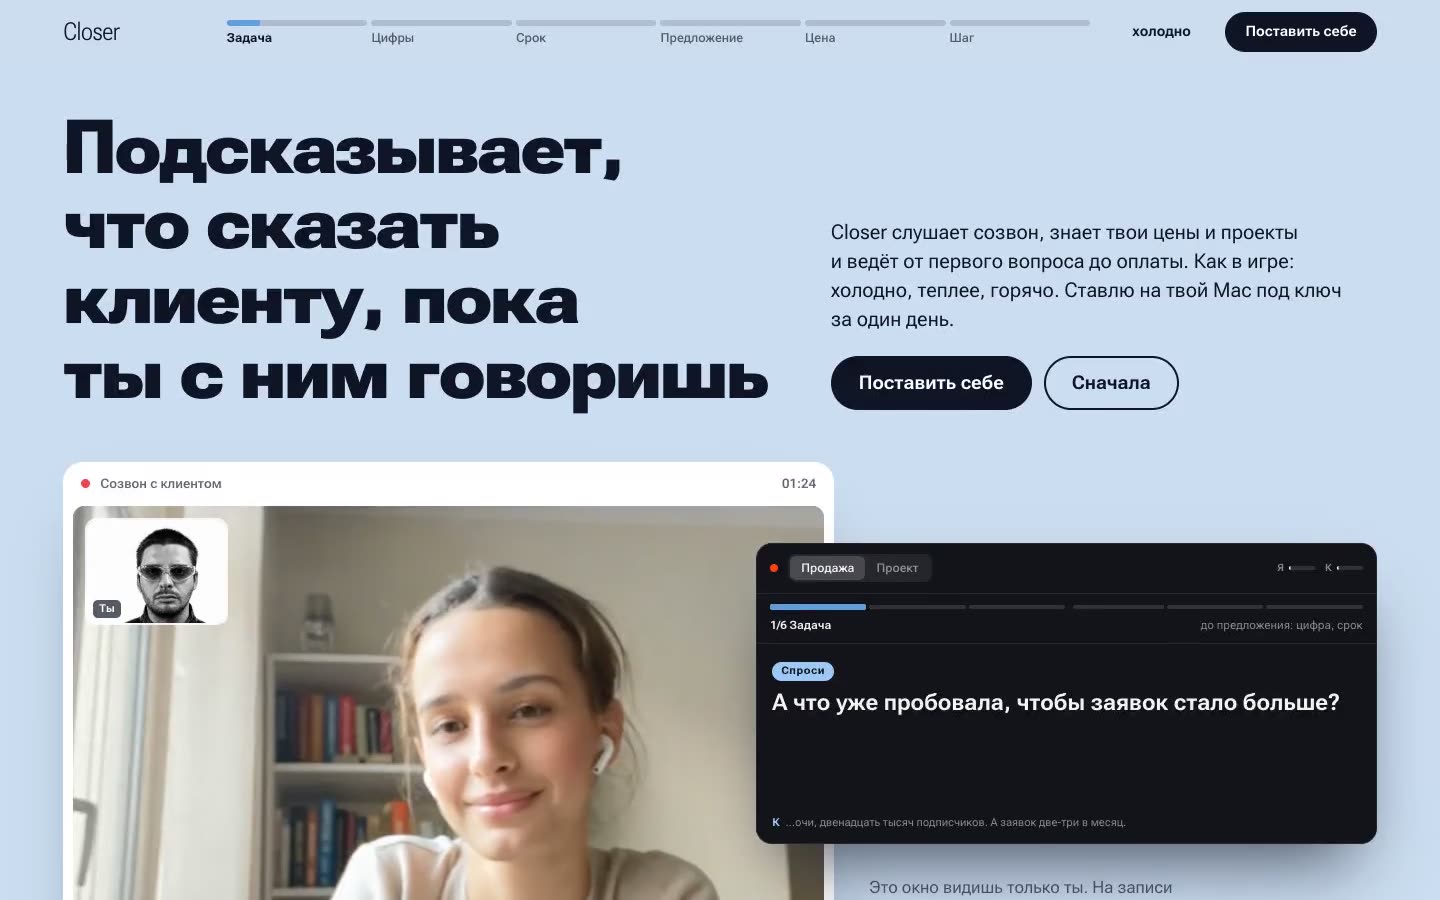 Closer
Задача
Цифры
Срок
Предложение
Цена
Шаг
холодно
Поставить себе
Подсказывает,
что сказать
клиенту, пока
ты с ним говоришь
Closer слушает созвон, знает твои цены и проекты
и ведёт от первого вопроса до оплаты. Как в игре:
холодно, теплее, горячо. Ставлю на твой Mac под ключ
за один день.
Поставить себе
Сначала
Созвон с клиентом
01:24
Ты
Продажа
Проект
Я
К
1/6 Задача
до предложения: цифра, срок
Спроси
А что уже пробовала, чтобы заявок стало больше?
К ...очи, двенадцать тысяч подписчиков. А заявок две-три в месяц.
Это окно видишь только ты. На записи